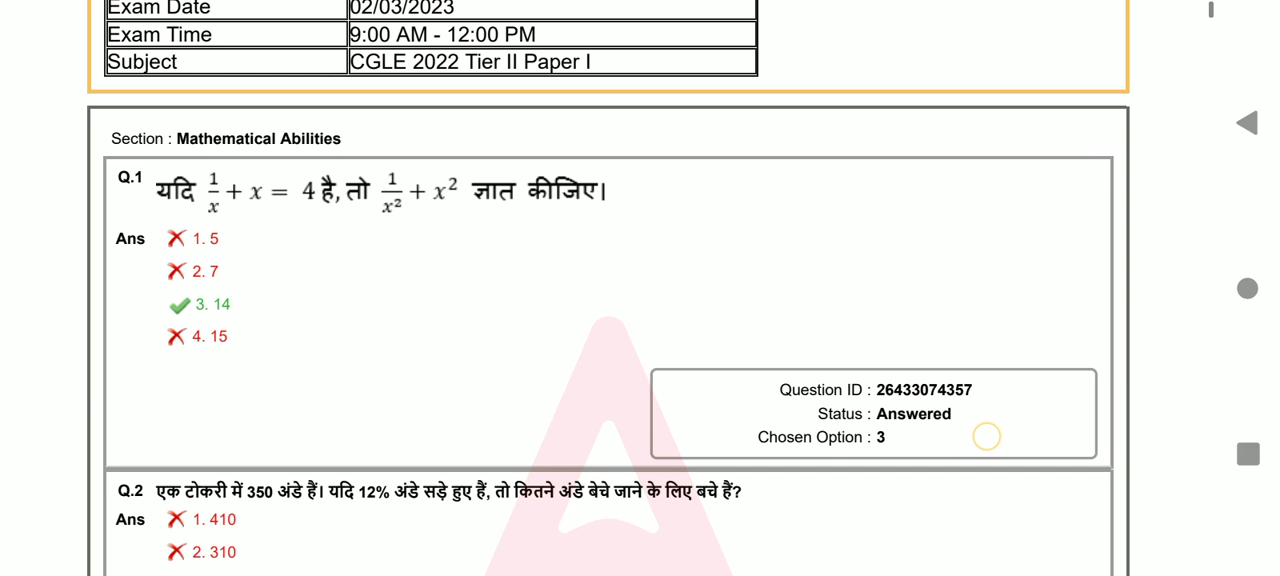 Exam Date 02/03/2023
Exam Time 9:00 AM - 12:00 PM
Subject CGLE 2022 Tier II Paper I
Section : Mathematical Abilities
Q.1 यदि 1/x + x = 4 है, तो 1/x² + x² ज्ञात कीजिए।
Ans 1. 5
2. 7
3. 14
4. 15
Question ID : 26433074357
Status : Answered
Chosen Option : 3
Q.2 एक टोकरी में 350 अंडे हैं। यदि 12% अंडे सड़े हुए हैं, तो कितने अंडे बेचे जाने के लिए बचे हैं?
Ans 1. 410
2. 310